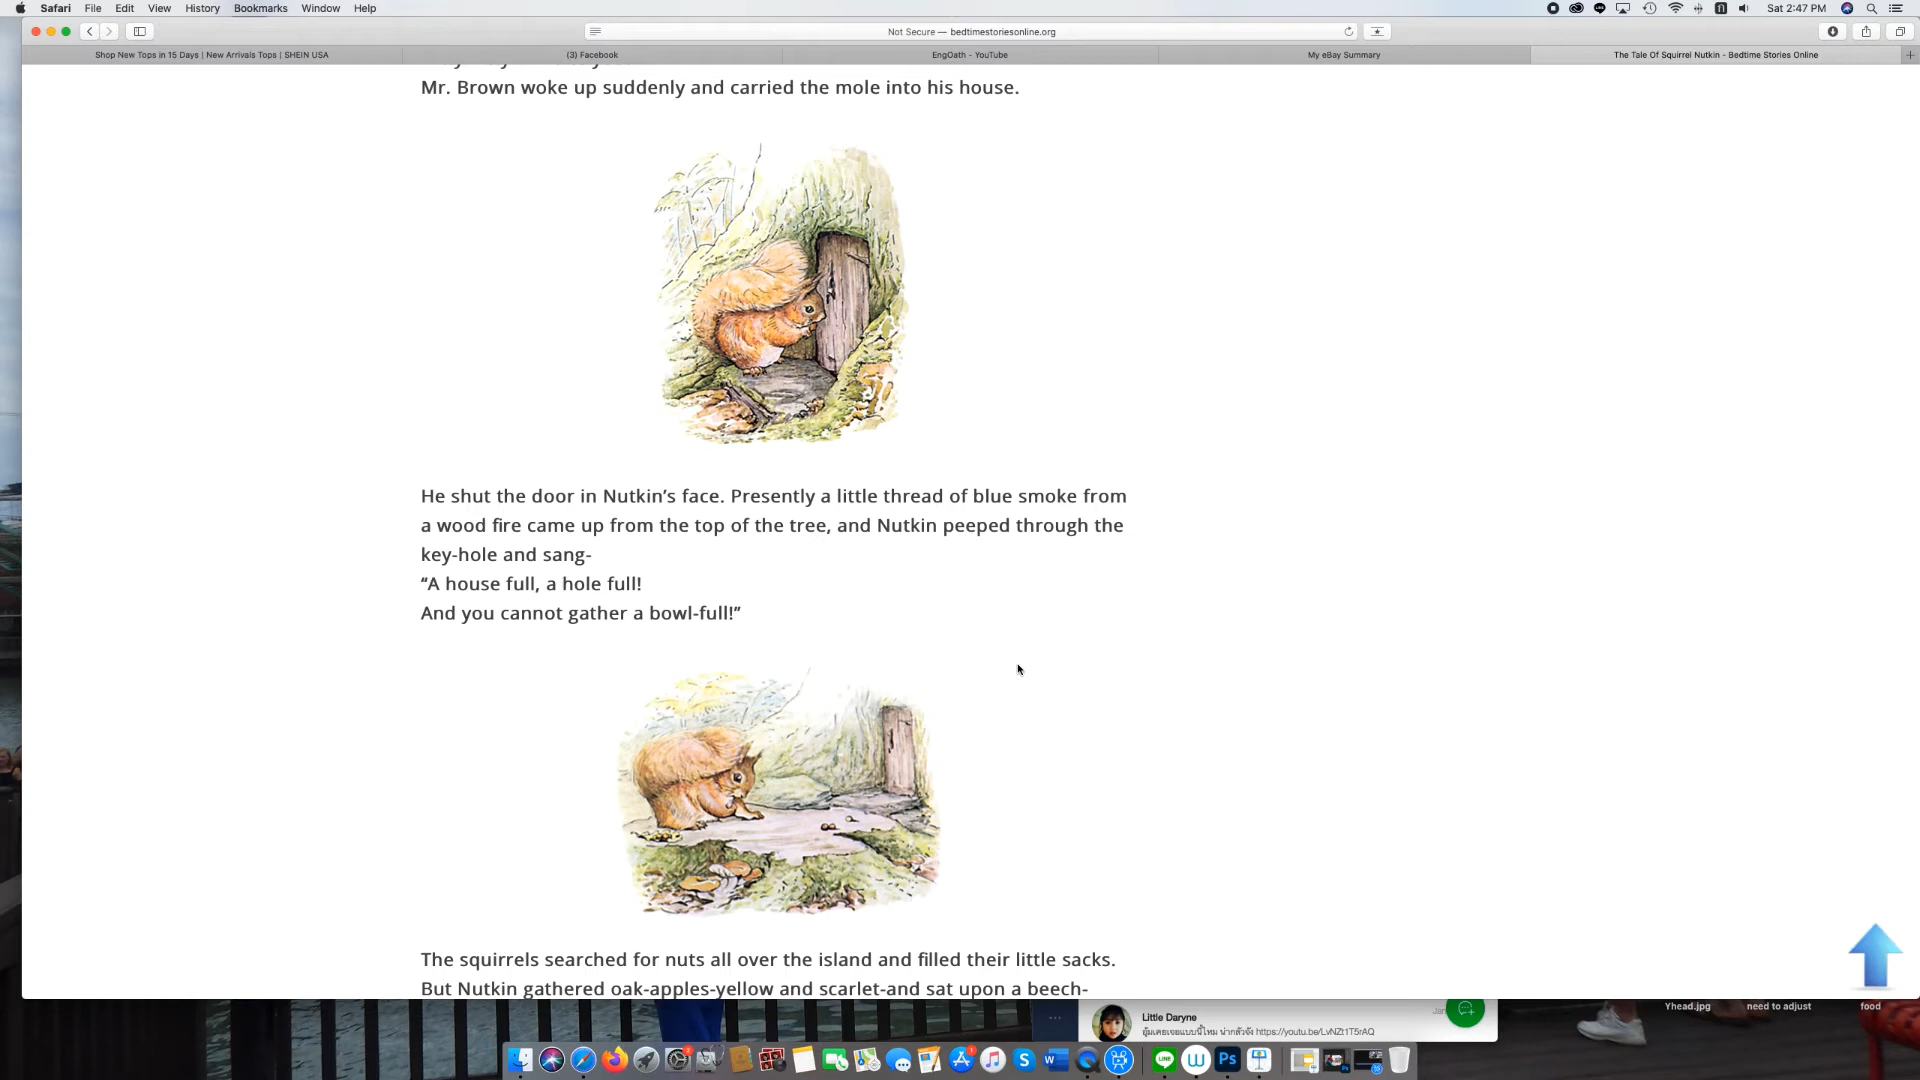 Safari File Edit View History Bookmarks Window Help Sat 2:47 PM
Not Secure — bedtimestoriesonline.org
Shop New Tops in 15 Days | New Arrivals Tops | SHEIN USA
(3) Facebook
EngOath - YouTube
My eBay Summary
The Tale Of Squirrel Nutkin - Bedtime Stories Online
Mr. Brown woke up suddenly and carried the mole into his house.
He shut the door in Nutkin’s face. Presently a little thread of blue smoke from
a wood fire came up from the top of the tree, and Nutkin peeped through the
key-hole and sang-
“A house full, a hole full!
And you cannot gather a bowl-full!”
The squirrels searched for nuts all over the island and filled their little sacks.
But Nutkin gathered oak-apples-yellow and scarlet-and sat upon a beech-
Yhead.jpg
need to adjust
food
Little Daryne
https://youtu.be/LvNZt1T5rAQ
LINE
Ps